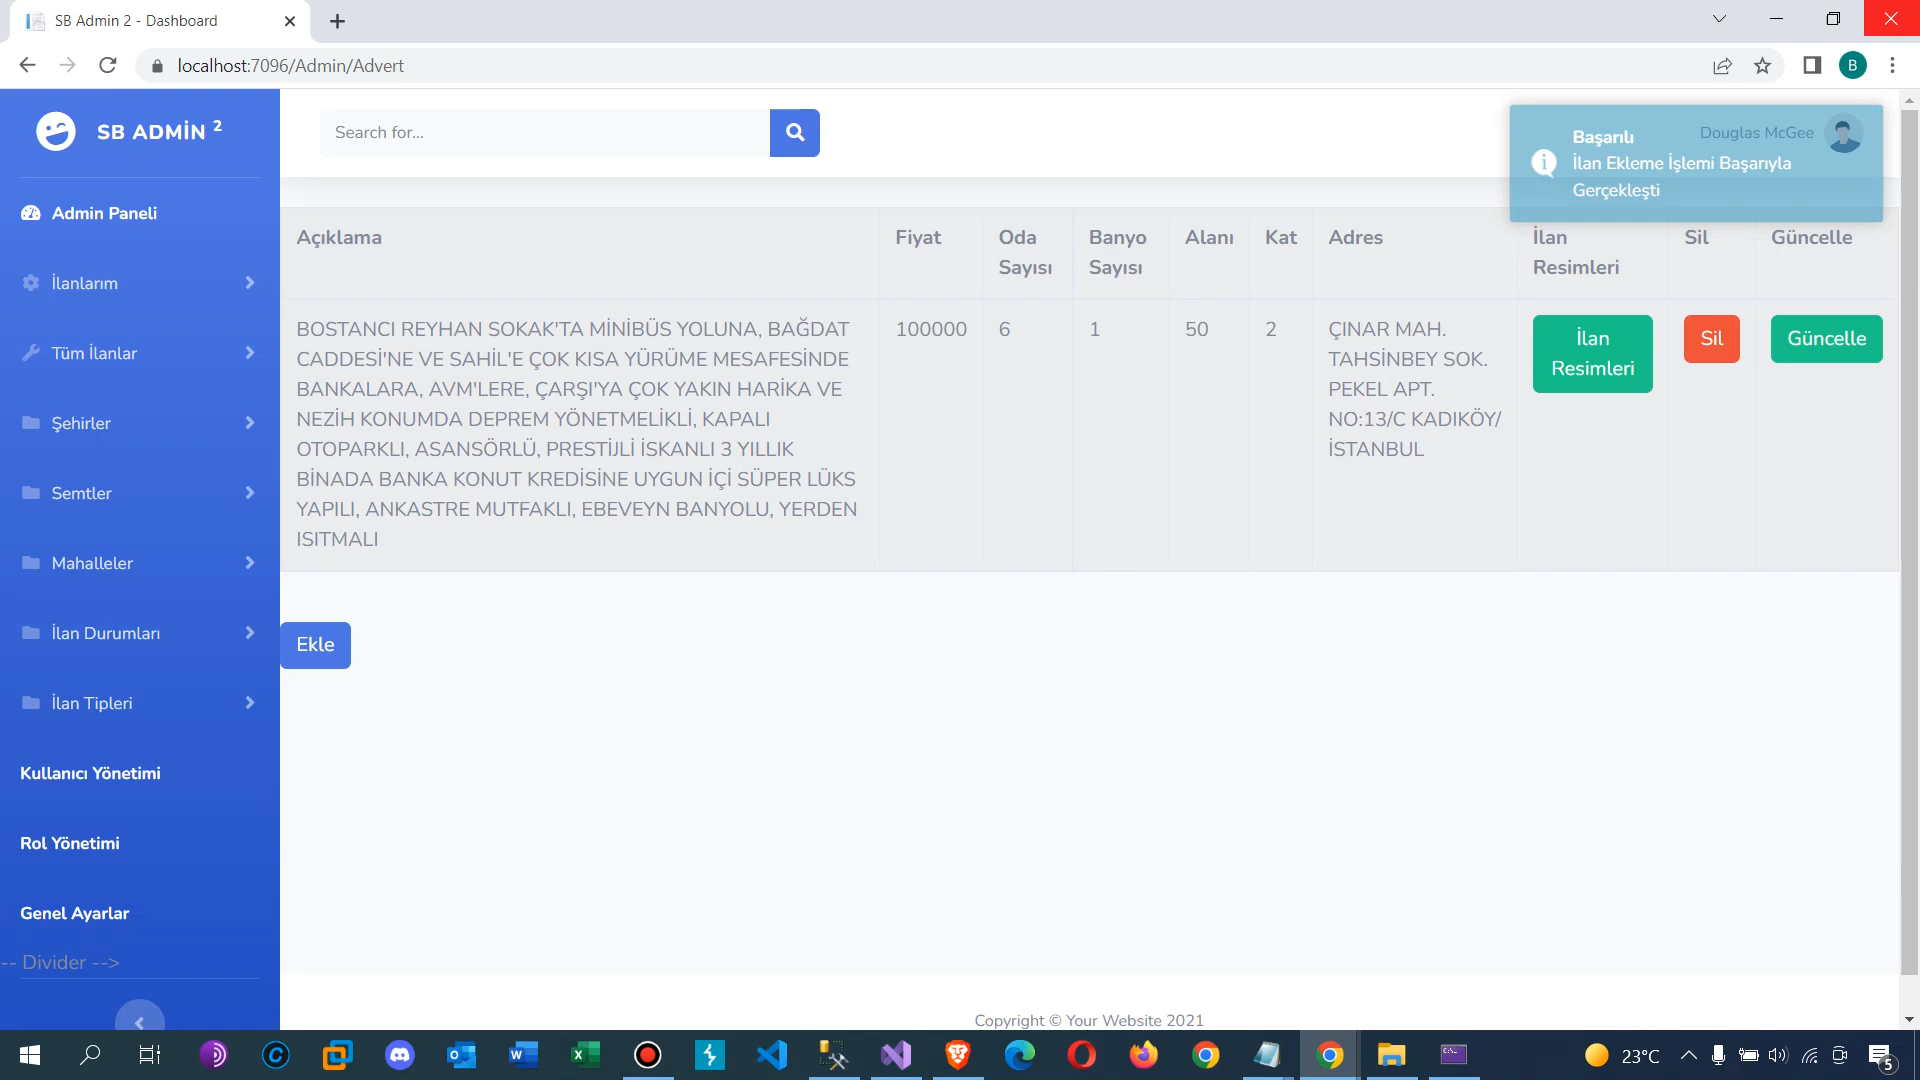 SB Admin 2 - Dashboard
localhost:7096/Admin/Advert
B
SB ADMİN 2
Search for...
Douglas McGee
Başarılı
İlan Ekleme İşlemi Başarıyla
Gerçekleşti
Admin Paneli
İlanlarım
Tüm İlanlar
Şehirler
Semtler
Mahalleler
İlan Durumları
İlan Tipleri
Kullanıcı Yönetimi
Rol Yönetimi
Genel Ayarlar
-- Divider -->
Açıklama
Fiyat
Oda
Sayısı
Banyo
Sayısı
Alanı
Kat
Adres
İlan
Resimleri
Sil
Güncelle
BOSTANCI REYHAN SOKAK'TA MİNİBÜS YOLUNA, BAĞDAT
CADDESİ'NE VE SAHİL'E ÇOK KISA YÜRÜME MESAFESİNDE
BANKALARA, AVM'LERE, ÇARŞI'YA ÇOK YAKIN HARİKA VE
NEZİH KONUMDA DEPREM YÖNETMELİKLİ, KAPALI
OTOPARKLI, ASANSÖRLÜ, PRESTİJLİ İSKANLI 3 YILLIK
BİNADA BANKA KONUT KREDİSİNE UYGUN İÇİ SÜPER LÜKS
YAPILI, ANKASTRE MUTFAKLI, EBEVEYN BANYOLU, YERDEN
ISITMALI
100000
6
1
50
2
ÇINAR MAH.
TAHSİNBEY SOK.
PEKEL APT.
NO:13/C KADIKÖY/
İSTANBUL
İlan
Resimleri
Sil
Güncelle
Ekle
Copyright © Your Website 2021
23°C
5